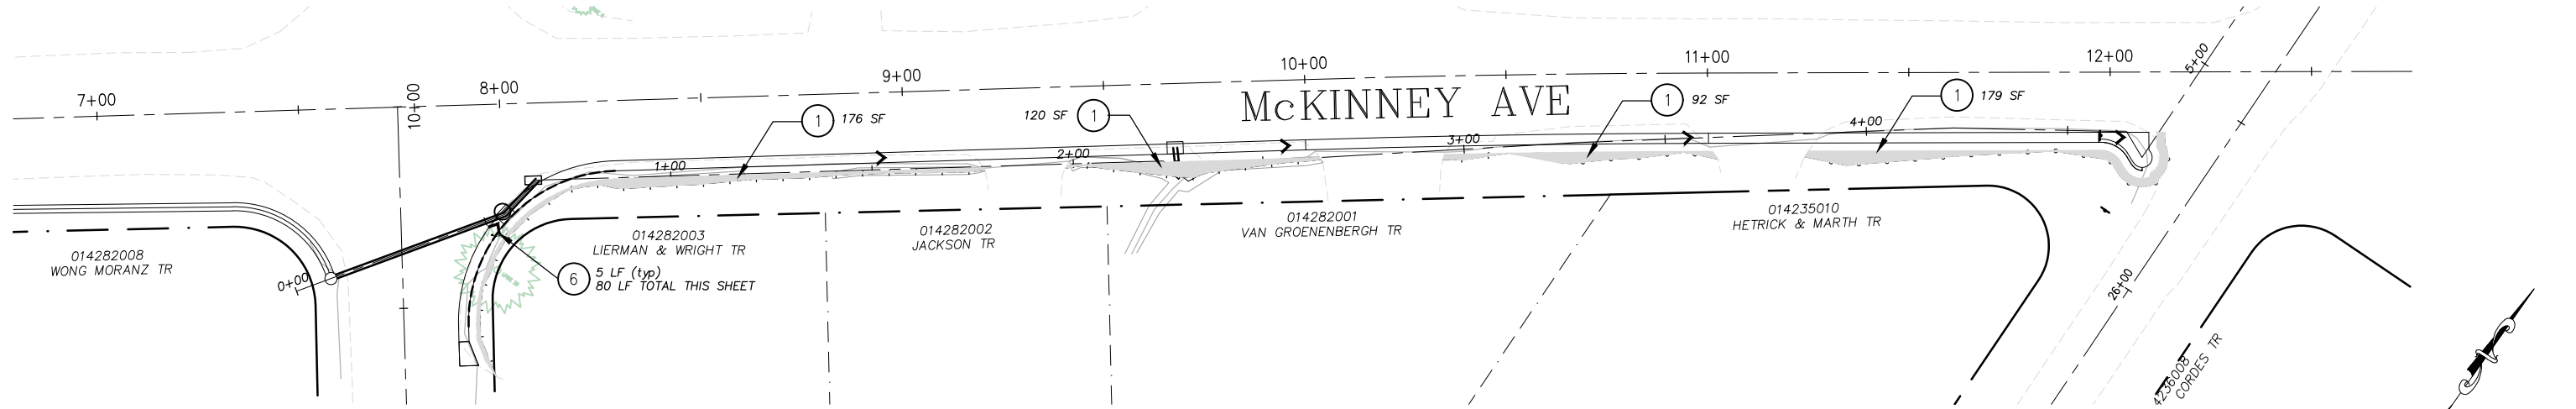 7+00
10+00
8+00
9+00
10+00
11+00
12+00
5+00
McKINNEY AVE
1 176 SF
120 SF 1
1 92 SF
1 179 SF
0+00
1+00
2+00
3+00
4+00
014282008
WONG MORANZ TR
014282003
LIERMAN & WRIGHT TR
014282002
JACKSON TR
014282001
VAN GROENENBERGH TR
014235010
HETRICK & MARTH TR
6 5 LF (typ)
80 LF TOTAL THIS SHEET
26+00
4236008
CORDES TR